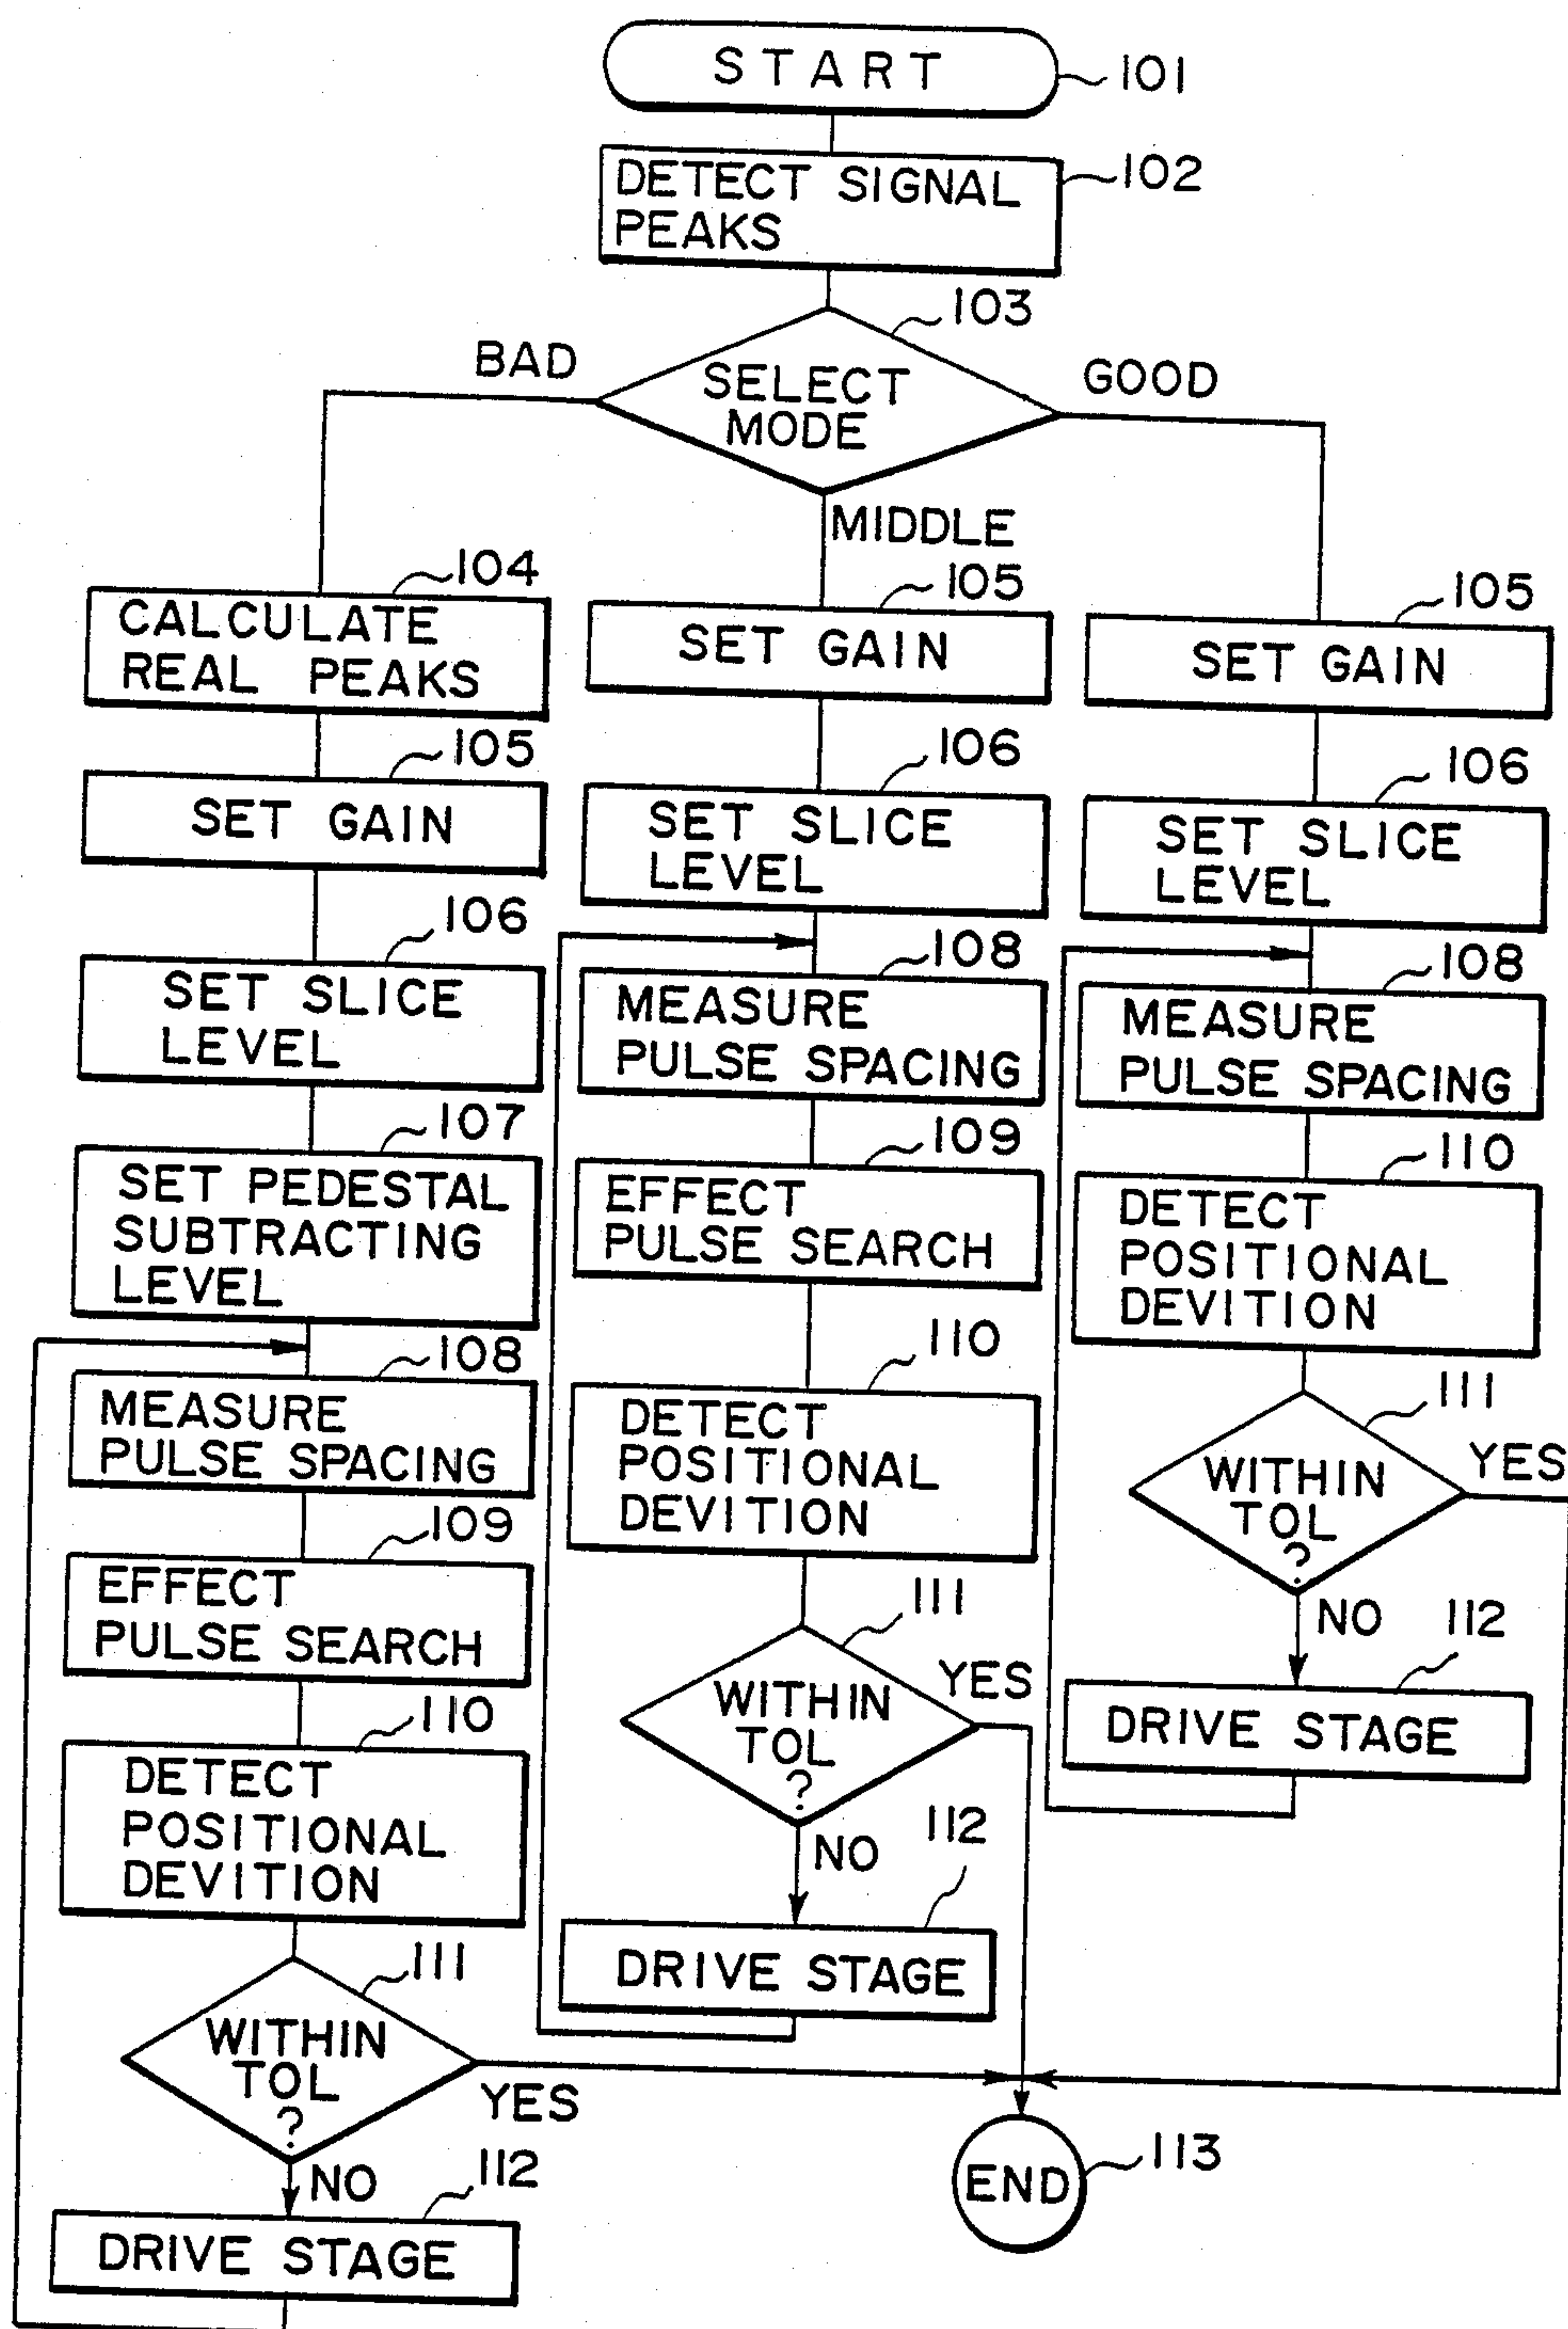 START
101
DETECT SIGNAL
PEAKS
102
103
SELECT
MODE
BAD
MIDDLE
GOOD
104
CALCULATE
REAL PEAKS
105
SET GAIN
106
SET SLICE
LEVEL
107
SET PEDESTAL
SUBTRACTING
LEVEL
108
MEASURE
PULSE SPACING
109
EFFECT
PULSE SEARCH
110
DETECT
POSITIONAL
DEVITION
111
WITHIN
TOL
?
YES
NO
112
DRIVE STAGE
105
SET GAIN
106
SET SLICE
LEVEL
108
MEASURE
PULSE SPACING
109
EFFECT
PULSE SEARCH
110
DETECT
POSITIONAL
DEVITION
111
WITHIN
TOL
?
YES
NO
112
DRIVE STAGE
105
SET GAIN
106
SET SLICE
LEVEL
108
MEASURE
PULSE SPACING
110
DETECT
POSITIONAL
DEVITION
111
WITHIN
TOL
?
YES
NO
112
DRIVE STAGE
END
113